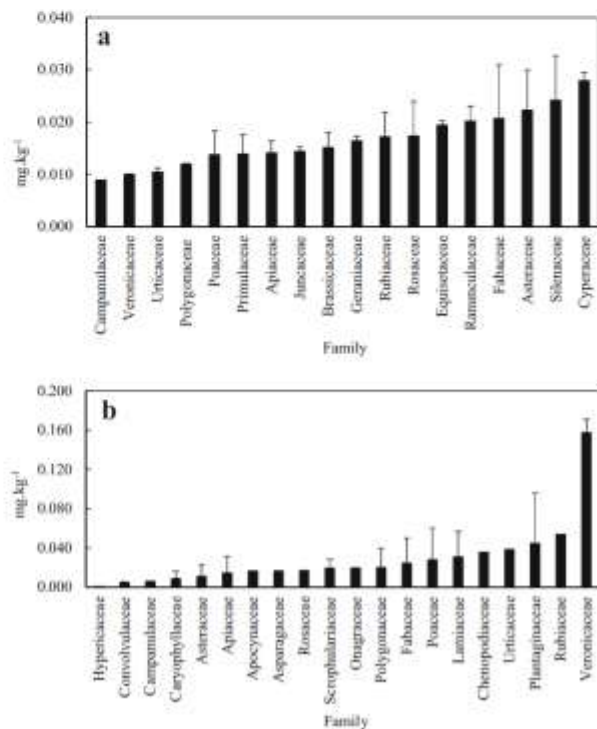 a
0.040
0.030
0.020
0.010
0.000
mg.kg-1
Campanulaceae
Veronicaceae
Urticaceae
Polygonaceae
Poaceae
Primulaceae
Apiaceae
Juncaceae
Brassicaceae
Geraniaceae
Rubiaceae
Rosaceae
Equisetaceae
Ranunculaceae
Fabaceae
Asteraceae
Silenaceae
Cyperaceae
Family
b
0.200
0.160
0.120
0.080
0.040
0.000
mg.kg-1
Hypericaceae
Convolvulaceae
Campanulaceae
Caryophyllaceae
Asteraceae
Apiaceae
Apocynaceae
Asparagaceae
Rosaceae
Scrophulariaceae
Onagraceae
Polygonaceae
Fabaceae
Poaceae
Lamiaceae
Chenopodiaceae
Urticaceae
Plantaginaceae
Rubiaceae
Veronicaceae
Family